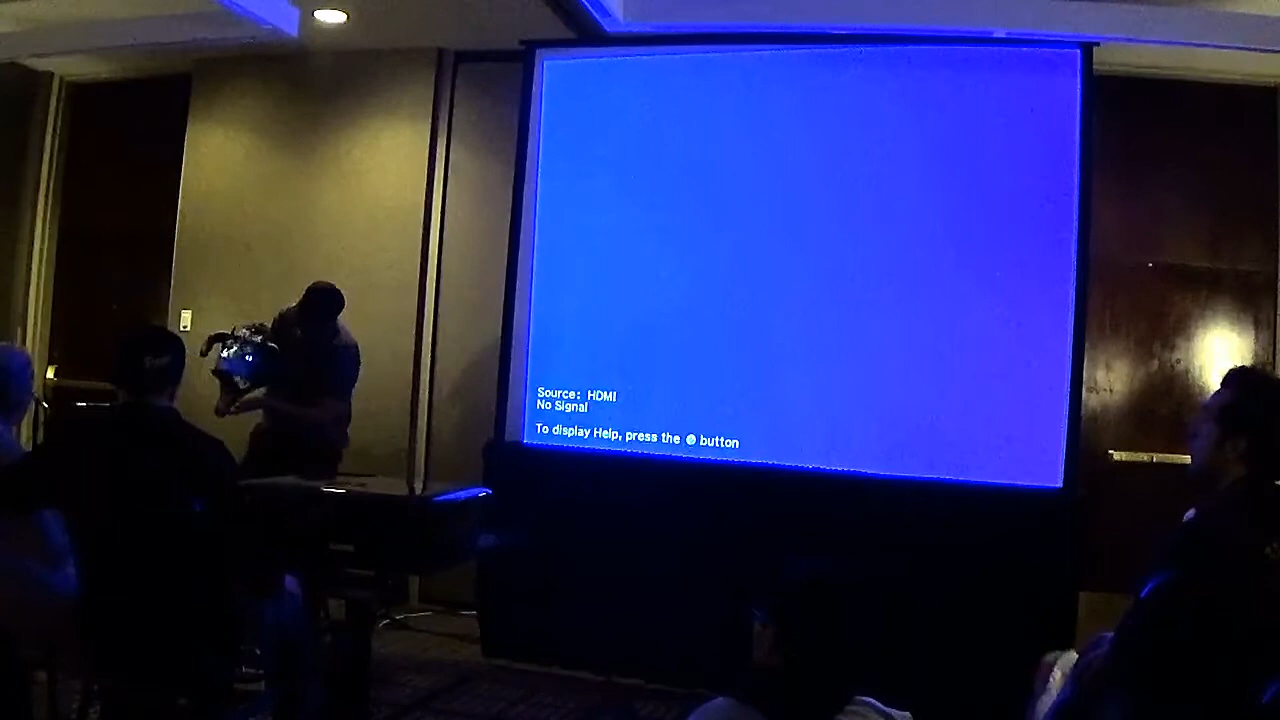 Source: HDMI
No Signal
To display Help, press the button